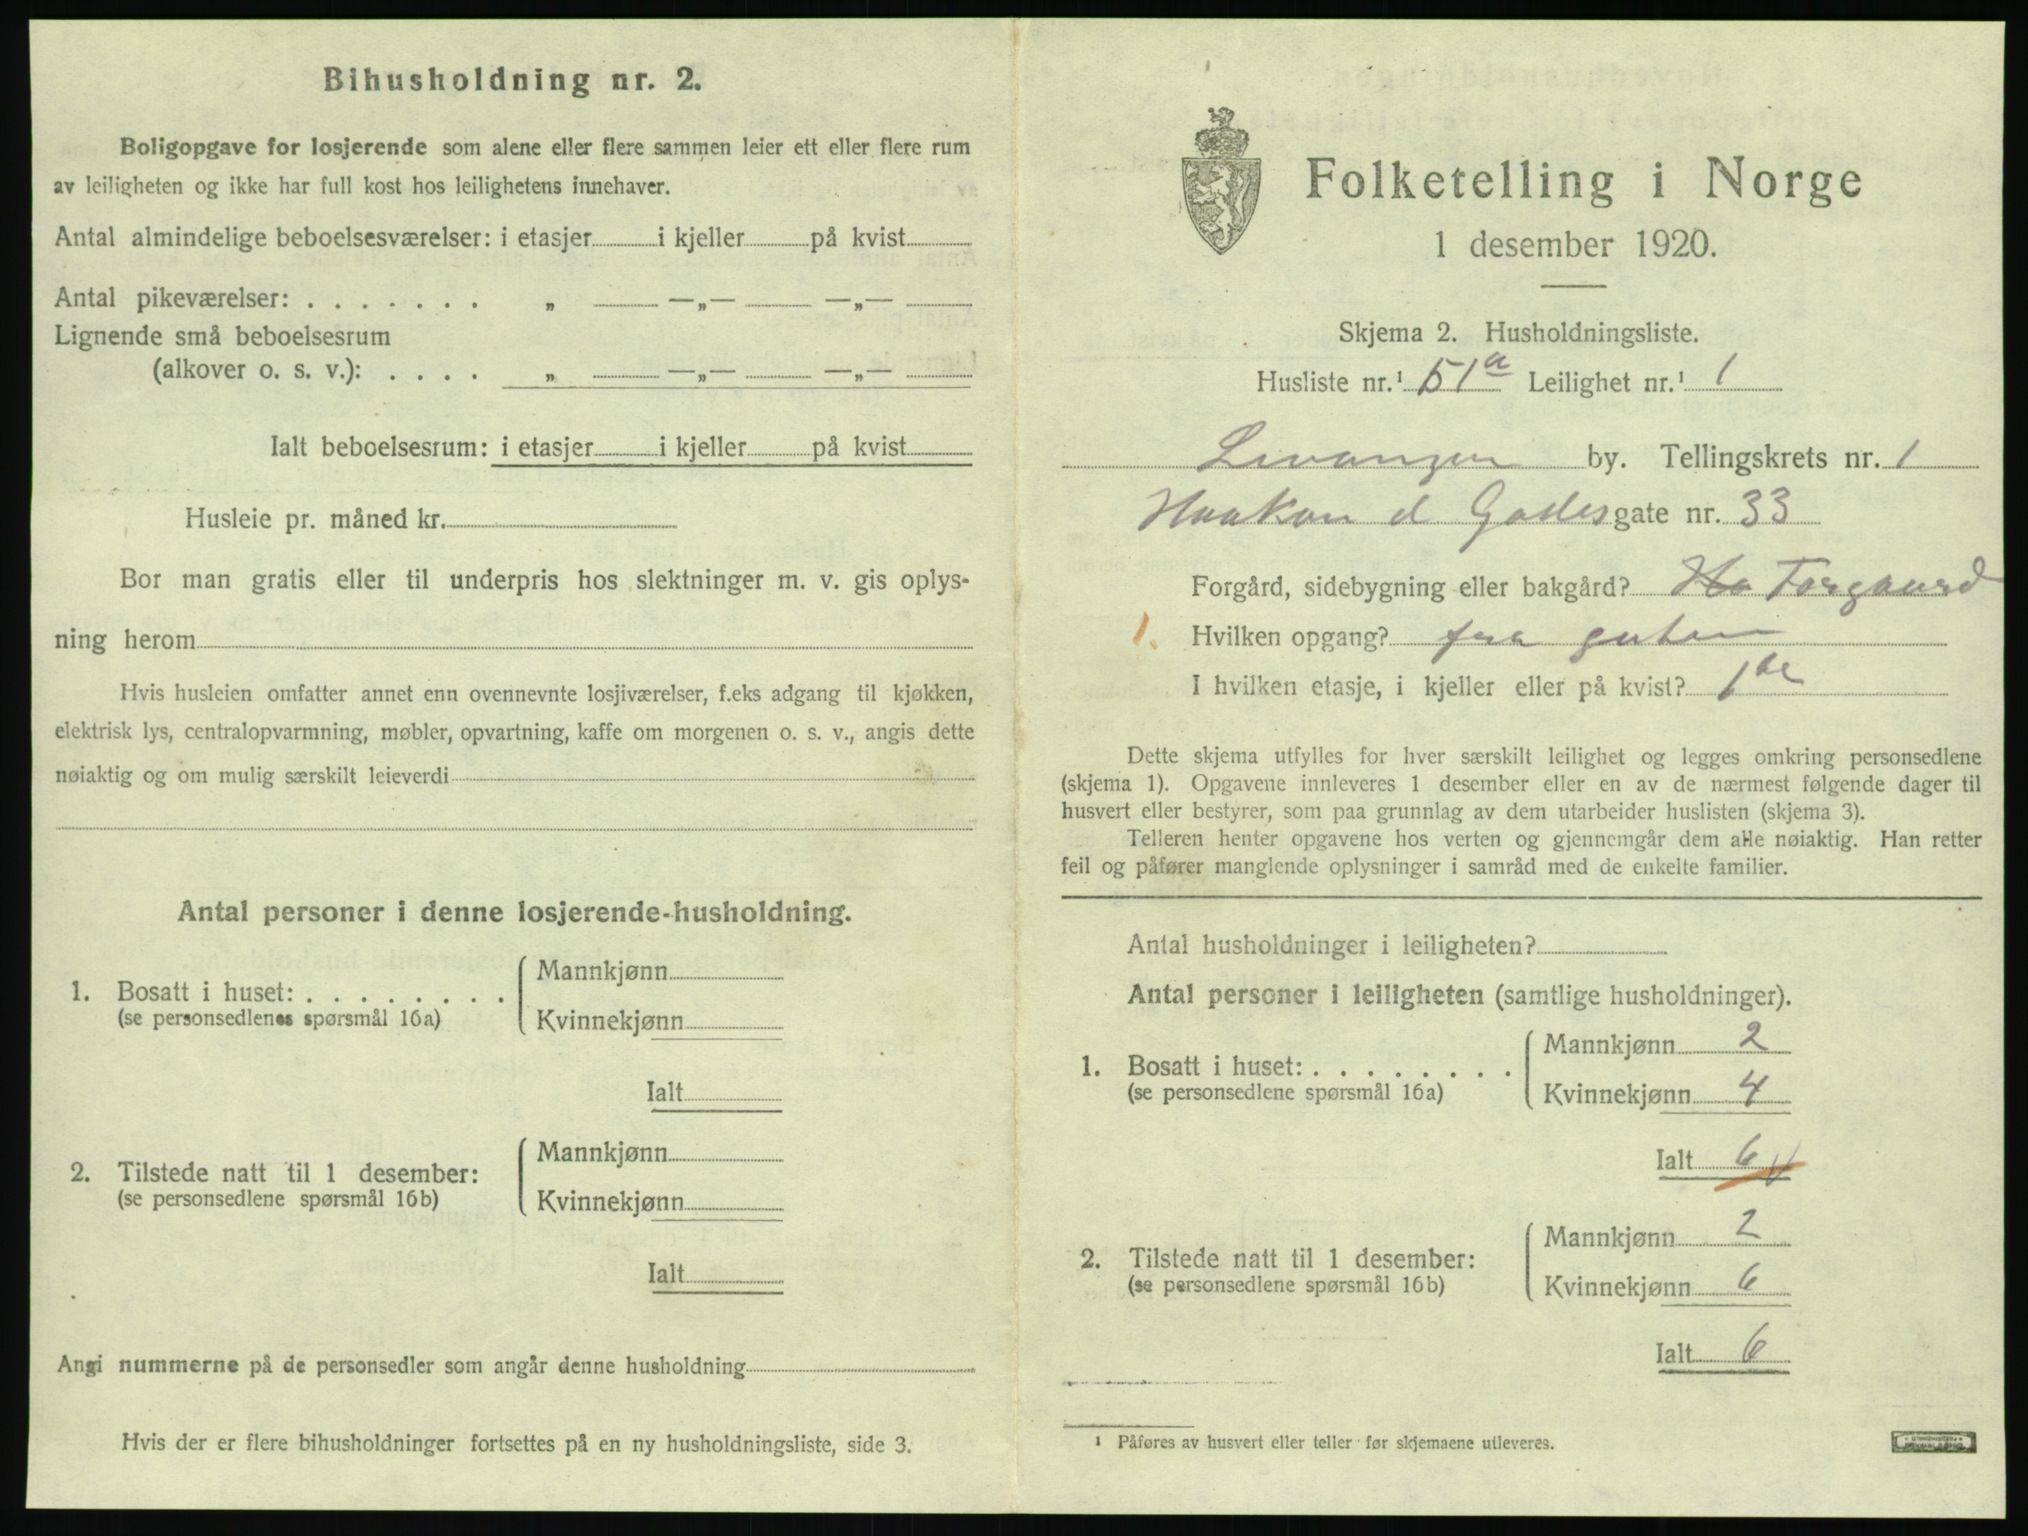 Bihusholdning nr. 2.
Boligopgave for losjerende som alene eller flere sammen leier ett eller flere rum
av leiligheten og ikke har full kost hos leilighetens innehaver.
Antal almindelige beboelsesværelser: i etasjer i kjeller på kvist
Antal pikeværelser: . . . . . . . „ —„— —„—
Lignende små beboelsesrum
(alkover o. s. v.): . . . . „ —„— —„—
Ialt beboelsesrum: i etasjer i kjeller på kvist
Husleie pr. måned kr.
Bor man gratis eller til underpris hos slektninger m. v. gis oplys-
ning herom
Hvis husleien omfatter annet enn ovennevnte losjiværelser, f.eks adgang til kjøkken,
elektrisk lys, centralopvarmning, møbler, opvartning, kaffe om morgenen o. s. v., angis dette
nøiaktig og om mulig særskilt leieverdi
Antal personer i denne losjerende-husholdning.
1. Bosatt i huset: . . . . . . . . Mannkjønn
(se personsedlenes spørsmål 16a) Kvinnekjønn
Ialt
2. Tilstede natt til 1 desember: Mannkjønn
(se personsedlene spørsmål 16b) Kvinnekjønn
Ialt
Angi nummerne på de personsedler som angår denne husholdning
Hvis der er flere bihusholdninger fortsettes på en ny husholdningsliste, side 3.
Folketelling i Norge
1 desember 1920.
Skjema 2. Husholdningsliste.
Husliste nr.¹ 51a Leilighet nr.¹ 1
Levanger by. Tellingskrets nr. 1
Haakon d Godes gate nr. 33
Forgård, sidebygning eller bakgård? Ho Forgaard
1. Hvilken opgang? fra gaten
I hvilken etasje, i kjeller eller på kvist? 1ste
Dette skjema utfylles for hver særskilt leilighet og legges omkring personsedlene
(skjema 1). Opgavene innleveres 1 desember eller en av de nærmest følgende dager til
husvert eller bestyrer, som paa grunnlag av dem utarbeider huslisten (skjema 3).
Telleren henter opgavene hos verten og gjennemgår dem alle nøiaktig. Han retter
feil og påfører manglende oplysninger i samråd med de enkelte familier.
Antal husholdninger i leiligheten?
Antal personer i leiligheten (samtlige husholdninger).
1. Bosatt i huset: . . . . . . . . Mannkjønn 2
(se personsedlene spørsmål 16a) Kvinnekjønn 4
Ialt 6
2. Tilstede natt til 1 desember: Mannkjønn 2
(se personsedlene spørsmål 16b) Kvinnekjønn 6
Ialt 6
¹ Påføres av husvert eller teller før skjemaene utleveres.